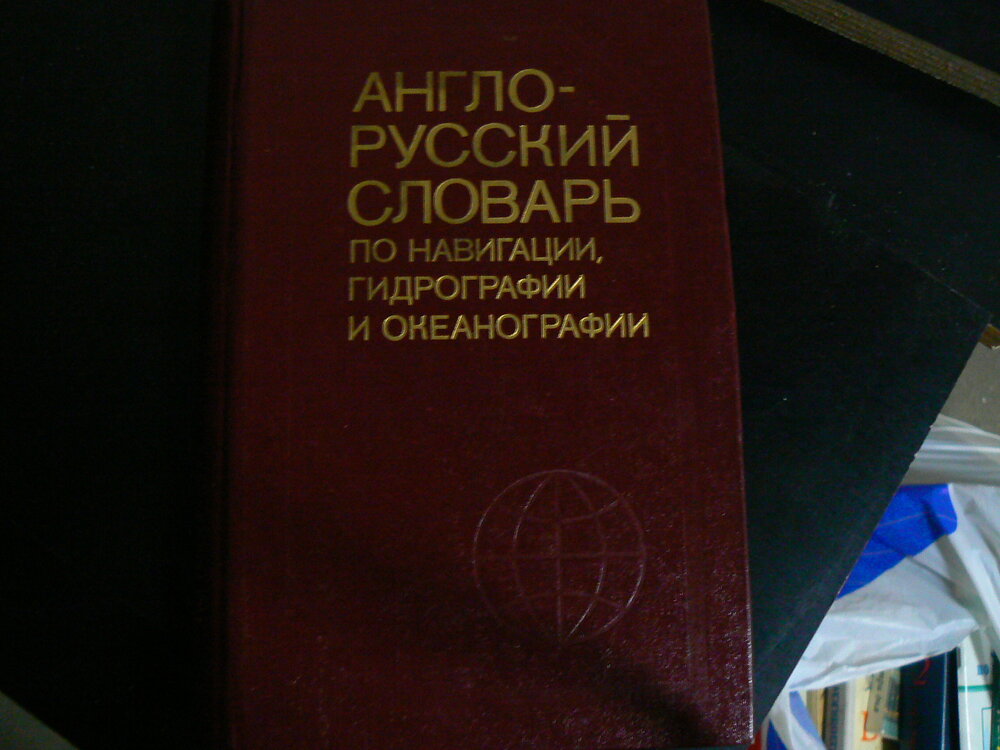 АНГЛО-
РУССКИЙ
СЛОВАРЬ
ПО НАВИГАЦИИ,
ГИДРОГРАФИИ
И ОКЕАНОГРАФИИ